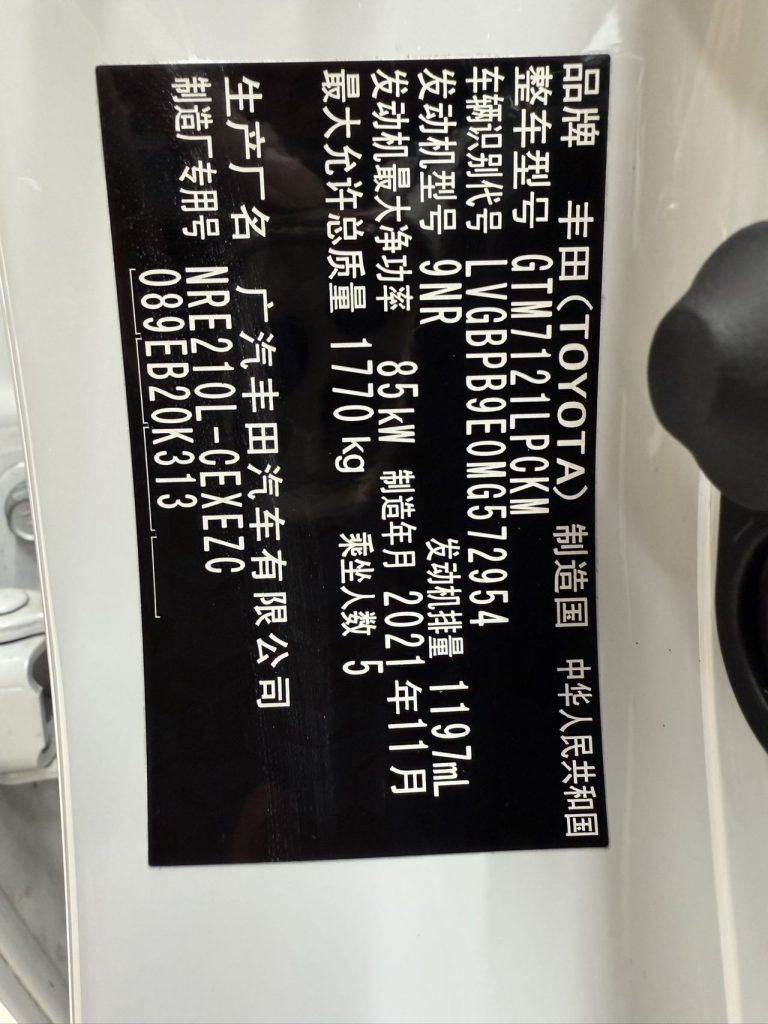 品牌 丰田(TOYOTA) 制造国 中华人民共和国
整车型号 GTM7121LPCKM
车辆识别代号 LVGBPB9E0MG572954
发动机型号 9NR 发动机排量 1197mL
发动机最大净功率 85kW 制造年月 2021年11月
最大允许总质量 1770kg 乘坐人数 5
生产厂名 广汽丰田汽车有限公司
制造厂专用号 NRE210L-CEXEZC
089EB20K313